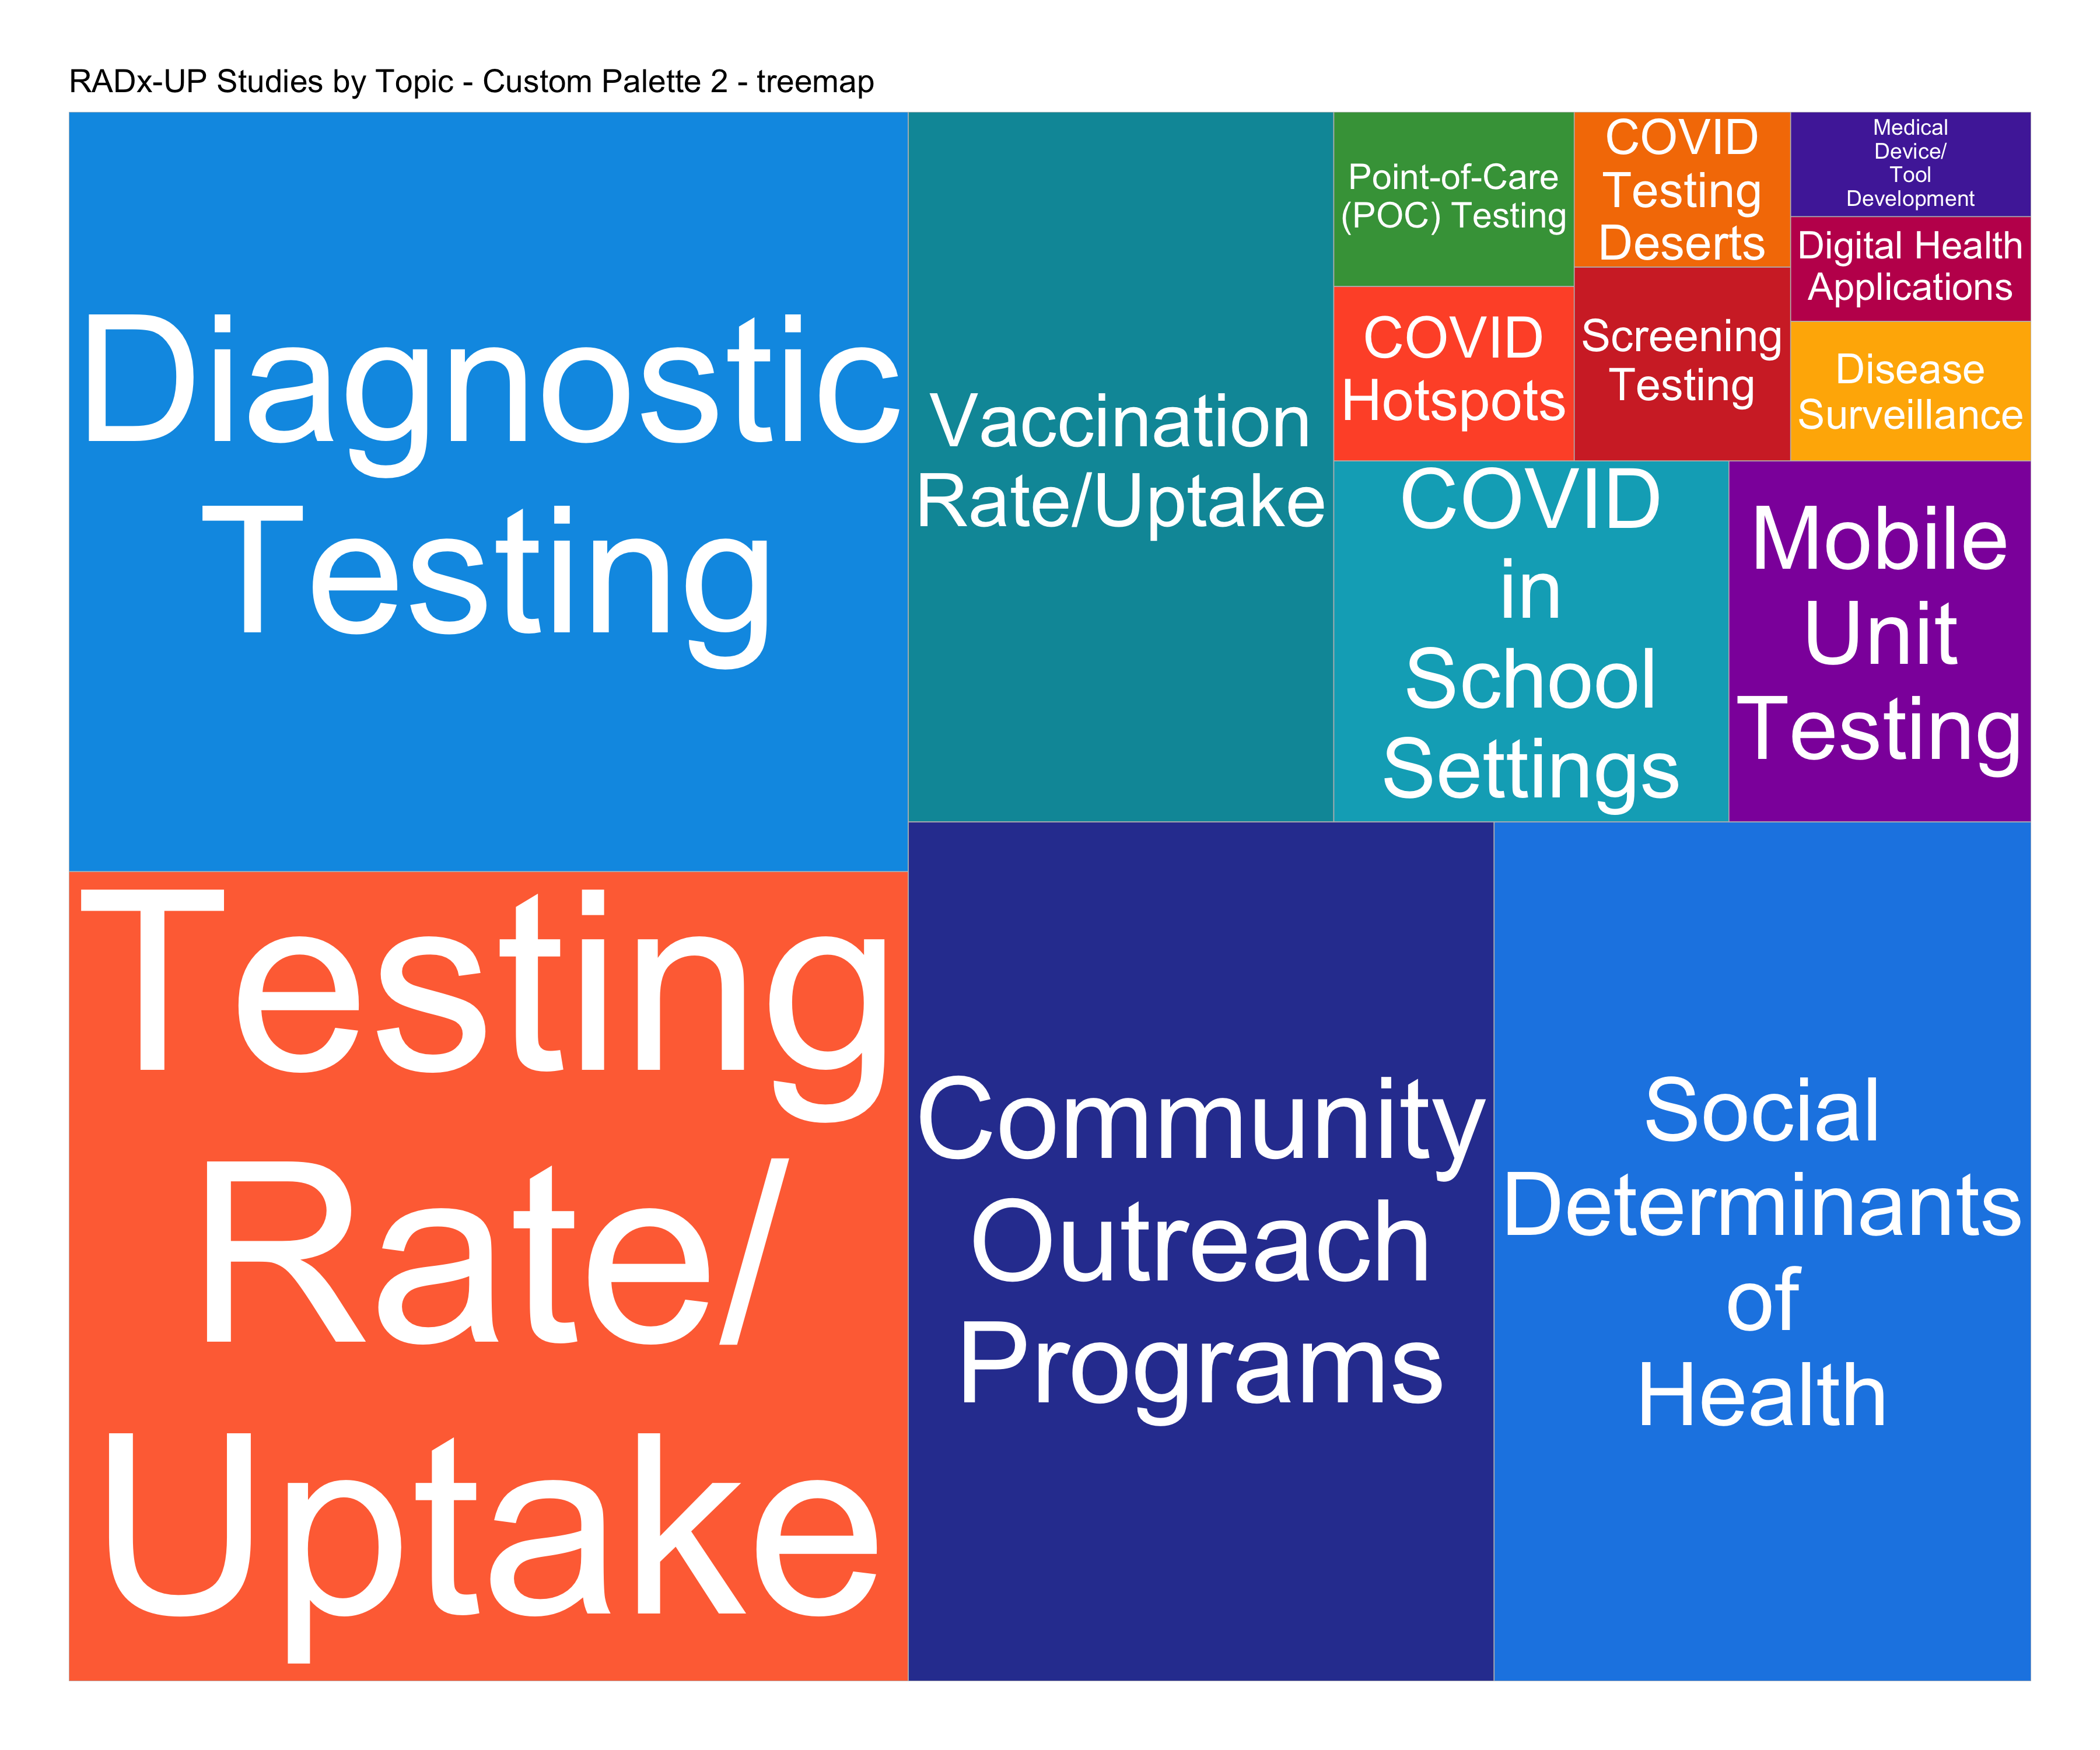 RADx-UP Studies by Topic - Custom Palette 2 - treemap
Diagnostic
Testing
Testing
Rate/
Uptake
Vaccination
Rate/Uptake
Community
Outreach
Programs
Social
Determinants
of
Health
Point-of-Care
(POC) Testing
COVID
Hotspots
COVID
Testing
Deserts
Screening
Testing
Medical
Device/
Tool
Development
Digital Health
Applications
Disease
Surveillance
COVID
in
School
Settings
Mobile
Unit
Testing